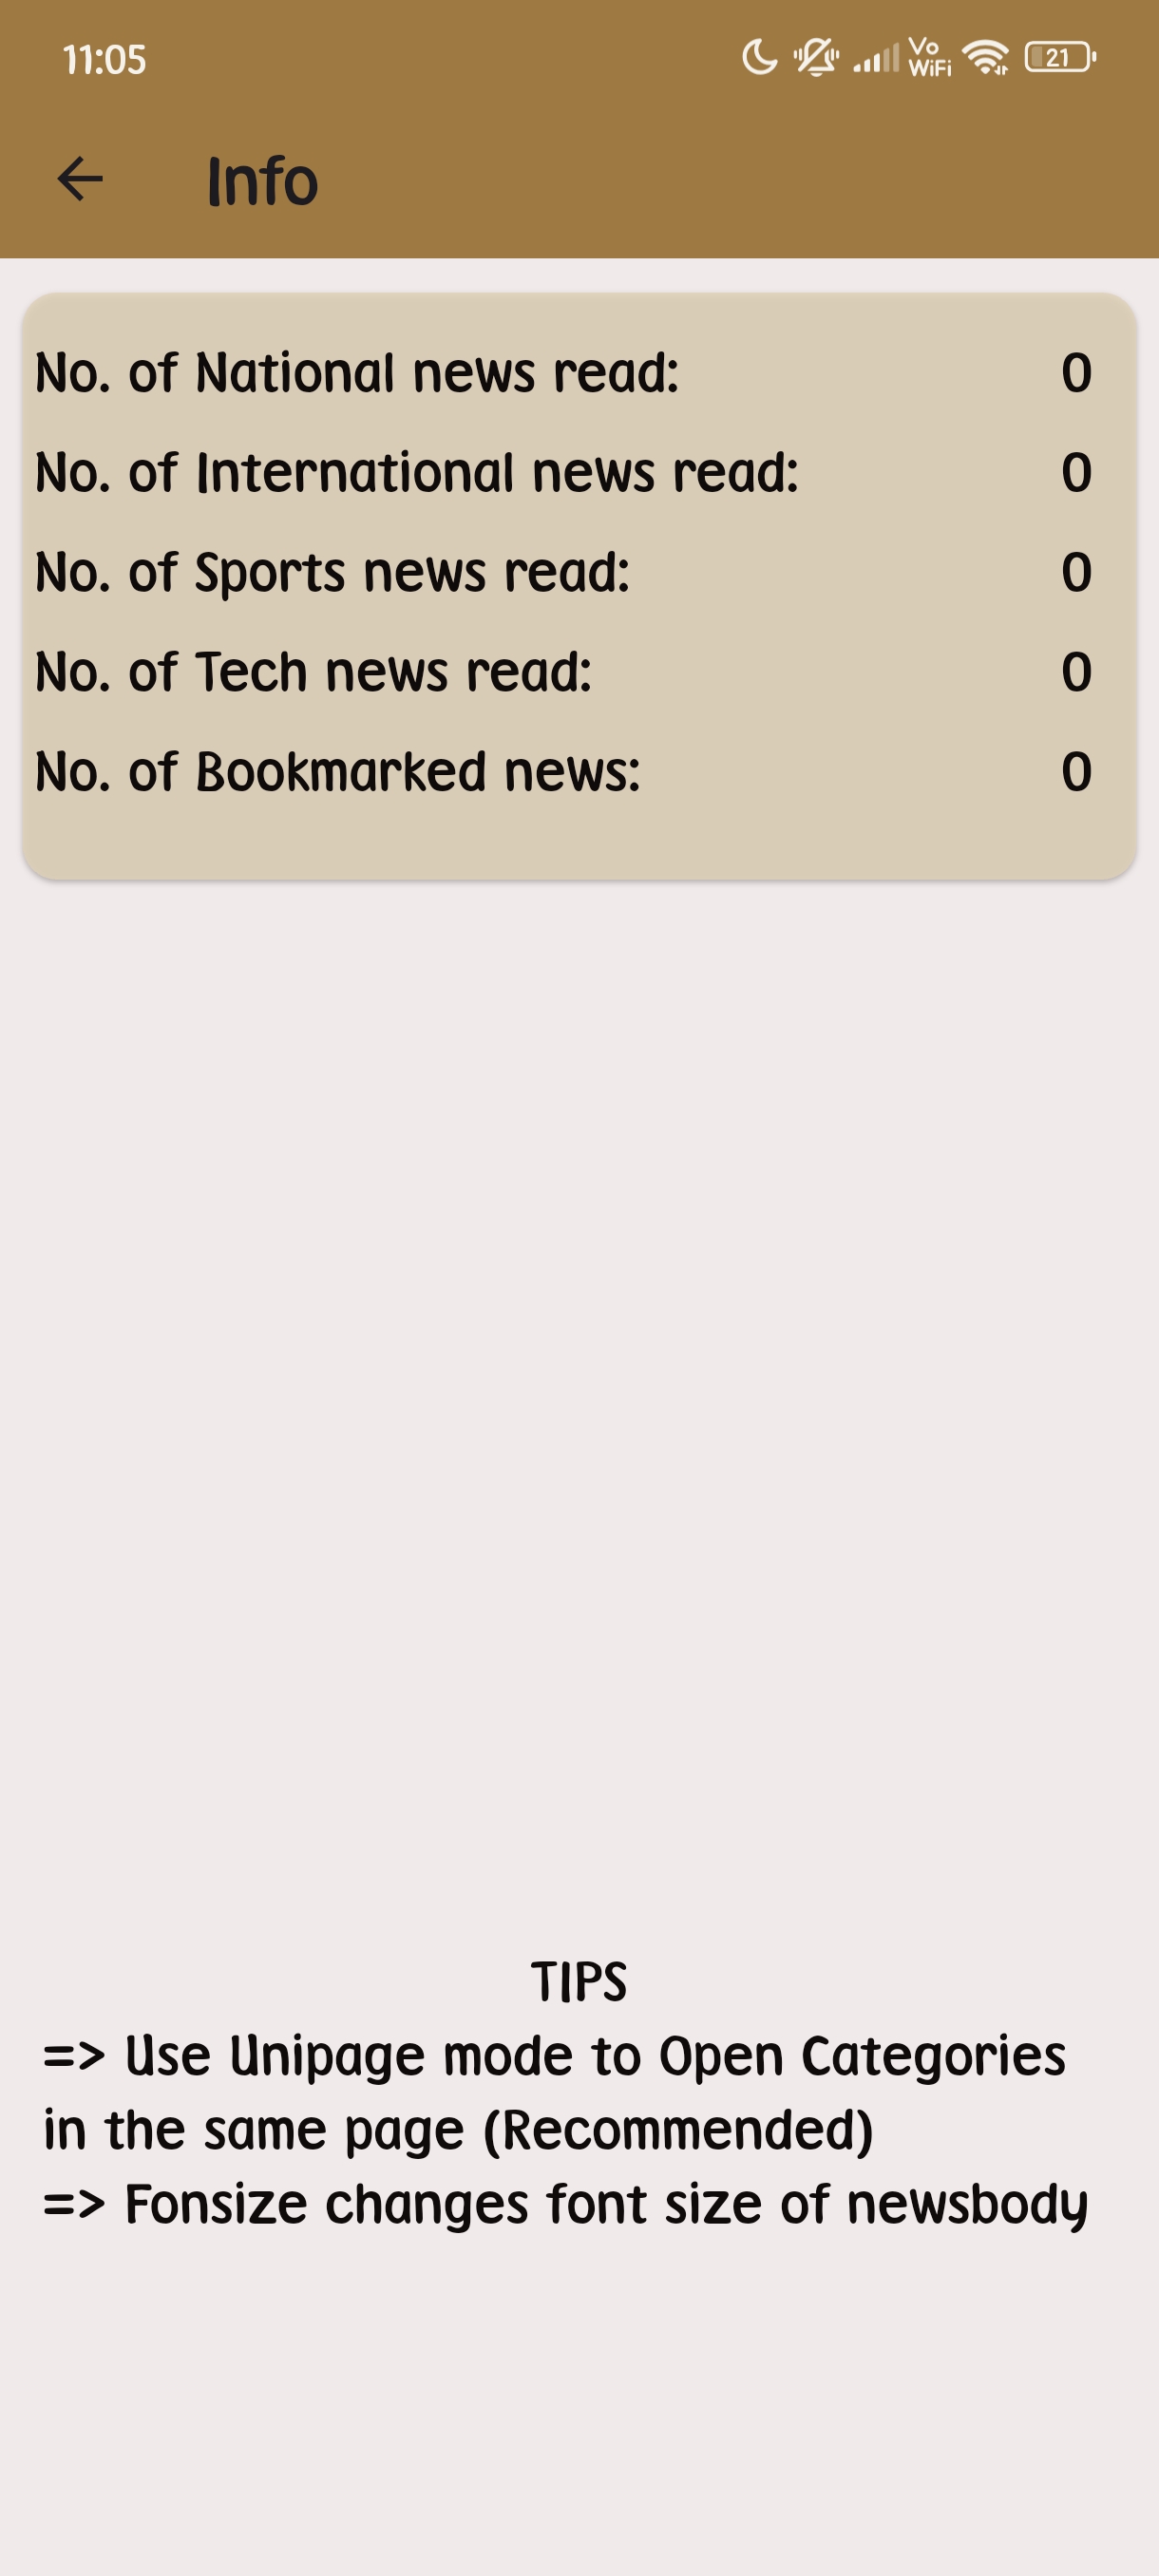 11:05 Vo WiFi 21
Info
No. of National news read: 0
No. of International news read: 0
No. of Sports news read: 0
No. of Tech news read: 0
No. of Bookmarked news: 0
TIPS
=> Use Unipage mode to Open Categories
in the same page (Recommended)
=> Fonsize changes font size of newsbody